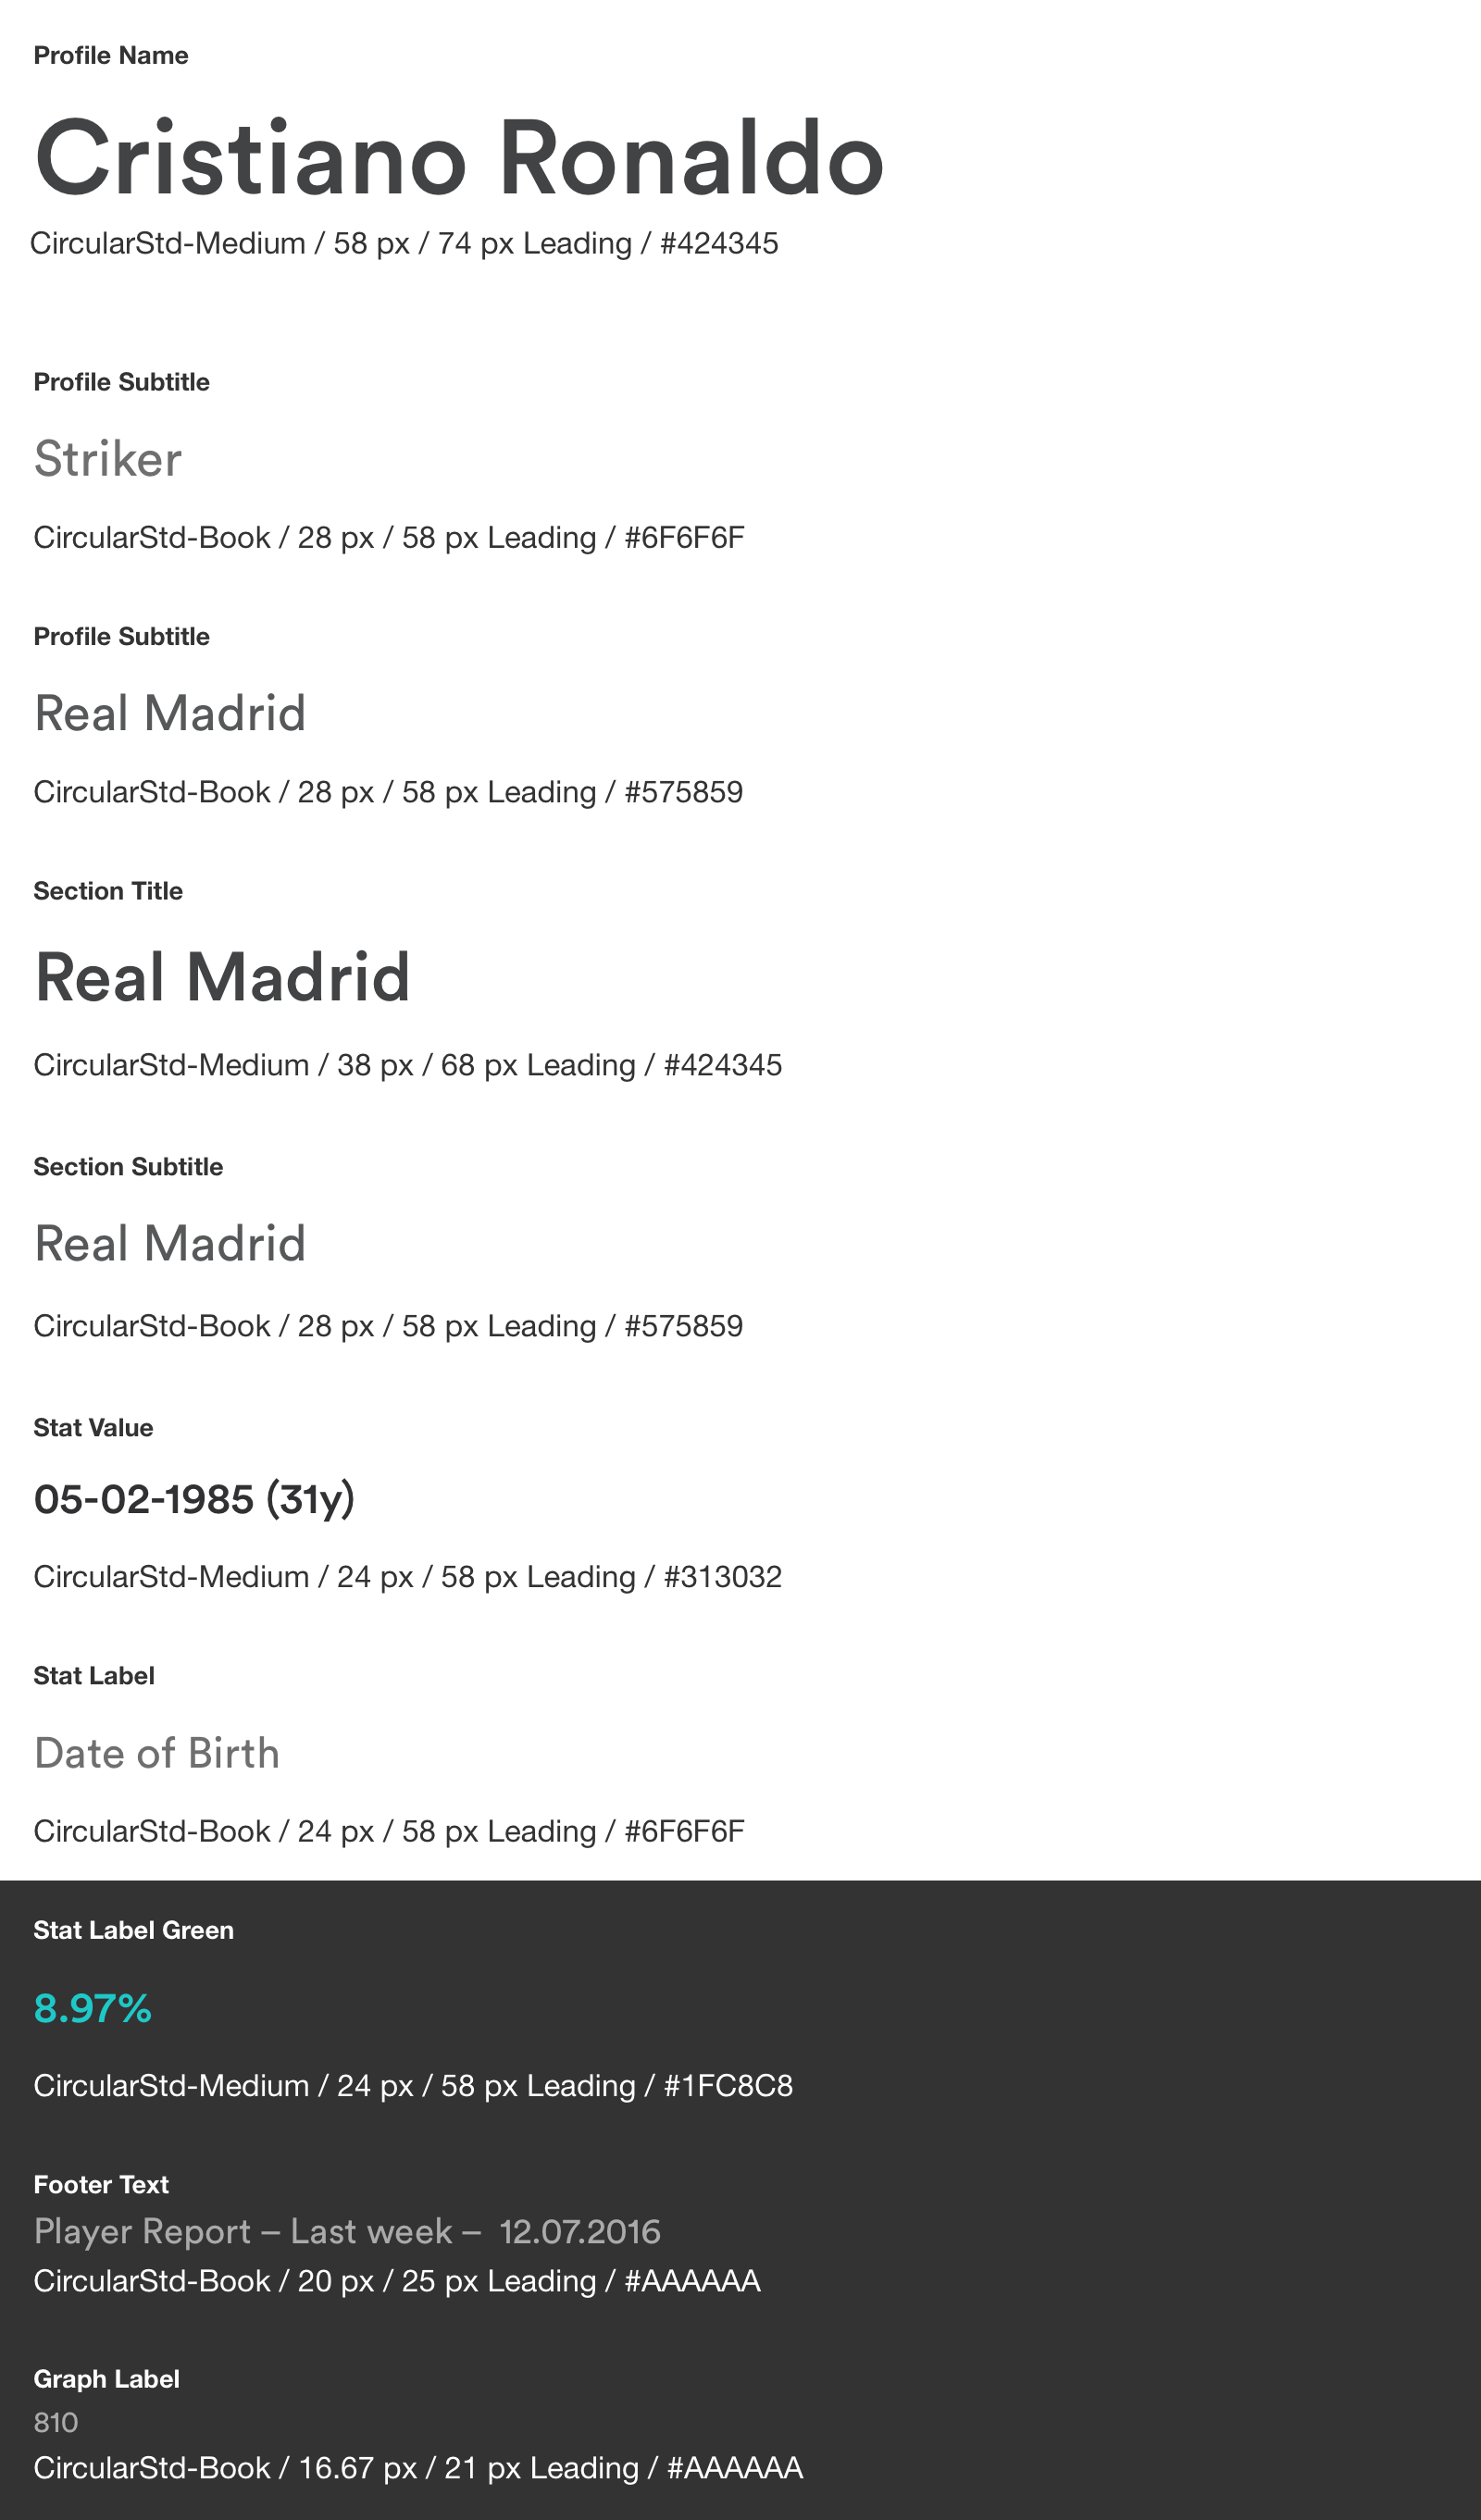 Profile Name
Cristiano Ronaldo
CircularStd-Medium / 58 px / 74 px Leading / #424345
Profile Subtitle
Striker
CircularStd-Book / 28 px / 58 px Leading / #6F6F6F
Profile Subtitle
Real Madrid
CircularStd-Book / 28 px / 58 px Leading / #575859
Section Title
Real Madrid
CircularStd-Medium / 38 px / 68 px Leading / #424345
Section Subtitle
Real Madrid
CircularStd-Book / 28 px / 58 px Leading / #575859
Stat Value
05-02-1985 (31y)
CircularStd-Medium / 24 px / 58 px Leading / #313032
Stat Label
Date of Birth
CircularStd-Book / 24 px / 58 px Leading / #6F6F6F
Stat Label Green
8.97%
CircularStd-Medium / 24 px / 58 px Leading / #1FC8C8
Footer Text
Player Report – Last week –  12.07.2016
CircularStd-Book / 20 px / 25 px Leading / #AAAAAA
Graph Label
810
CircularStd-Book / 16.67 px / 21 px Leading / #AAAAAA